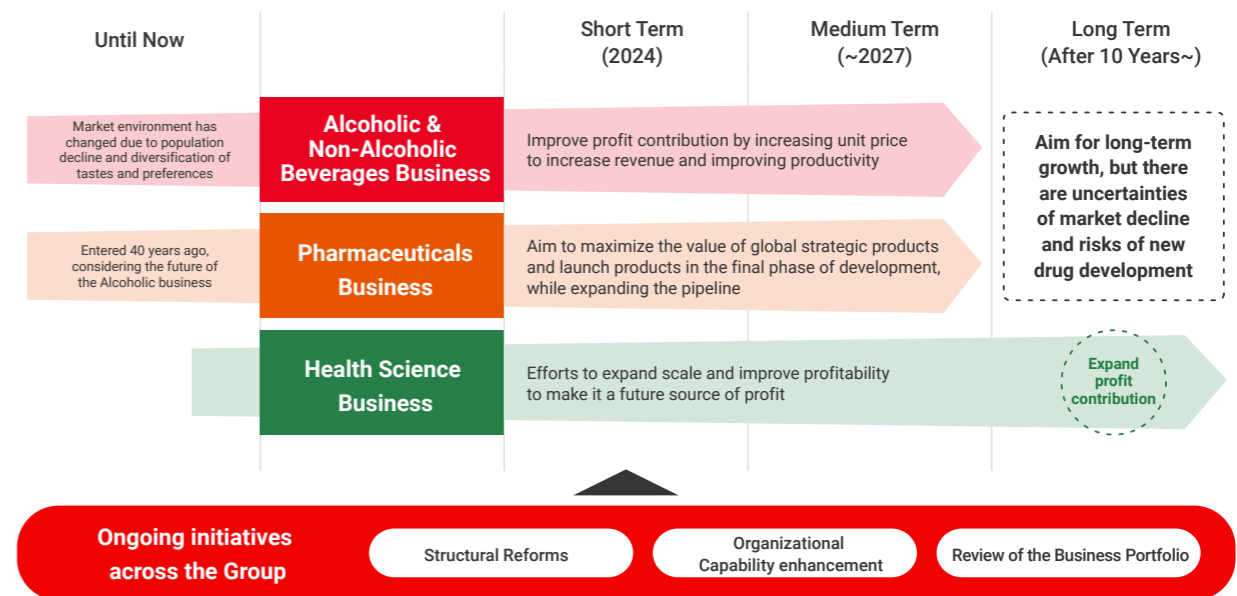 Until Now
Short Term
(2024)
Medium Term
(~2027)
Long Term
(After 10 Years~)
Market environment has
changed due to population
decline and diversification of
tastes and preferences
Alcoholic &
Non-Alcoholic
Beverages Business
Improve profit contribution by increasing unit price
to increase revenue and improving productivity
Aim for long-term
growth, but there
are uncertainties
of market decline
and risks of new
drug development
Entered 40 years ago,
considering the future of
the Alcoholic business
Pharmaceuticals
Business
Aim to maximize the value of global strategic products
and launch products in the final phase of development,
while expanding the pipeline
Health Science
Business
Efforts to expand scale and improve profitability
to make it a future source of profit
Expand
profit
contribution
Ongoing initiatives
across the Group
Structural Reforms
Organizational
Capability enhancement
Review of the Business Portfolio